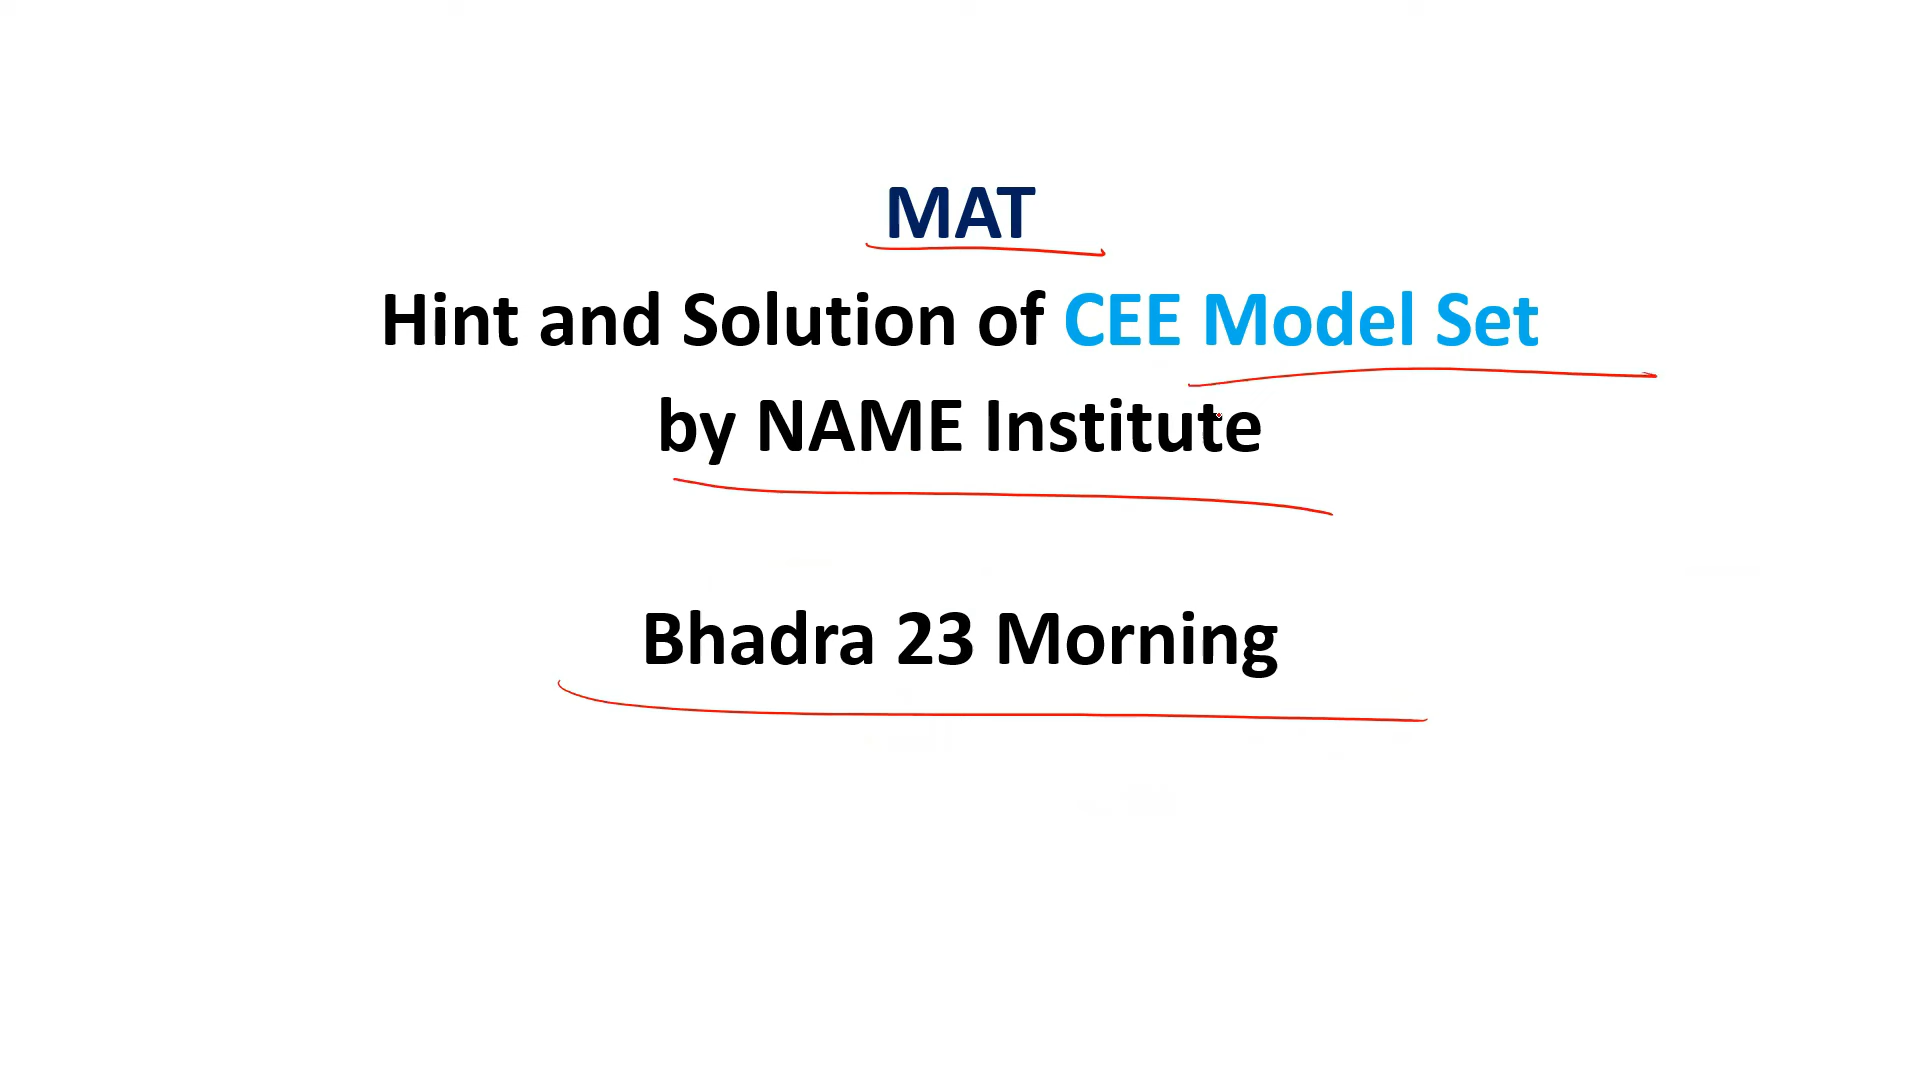 MAT
Hint and Solution of CEE Model Set
by NAME Institute
Bhadra 23 Morning